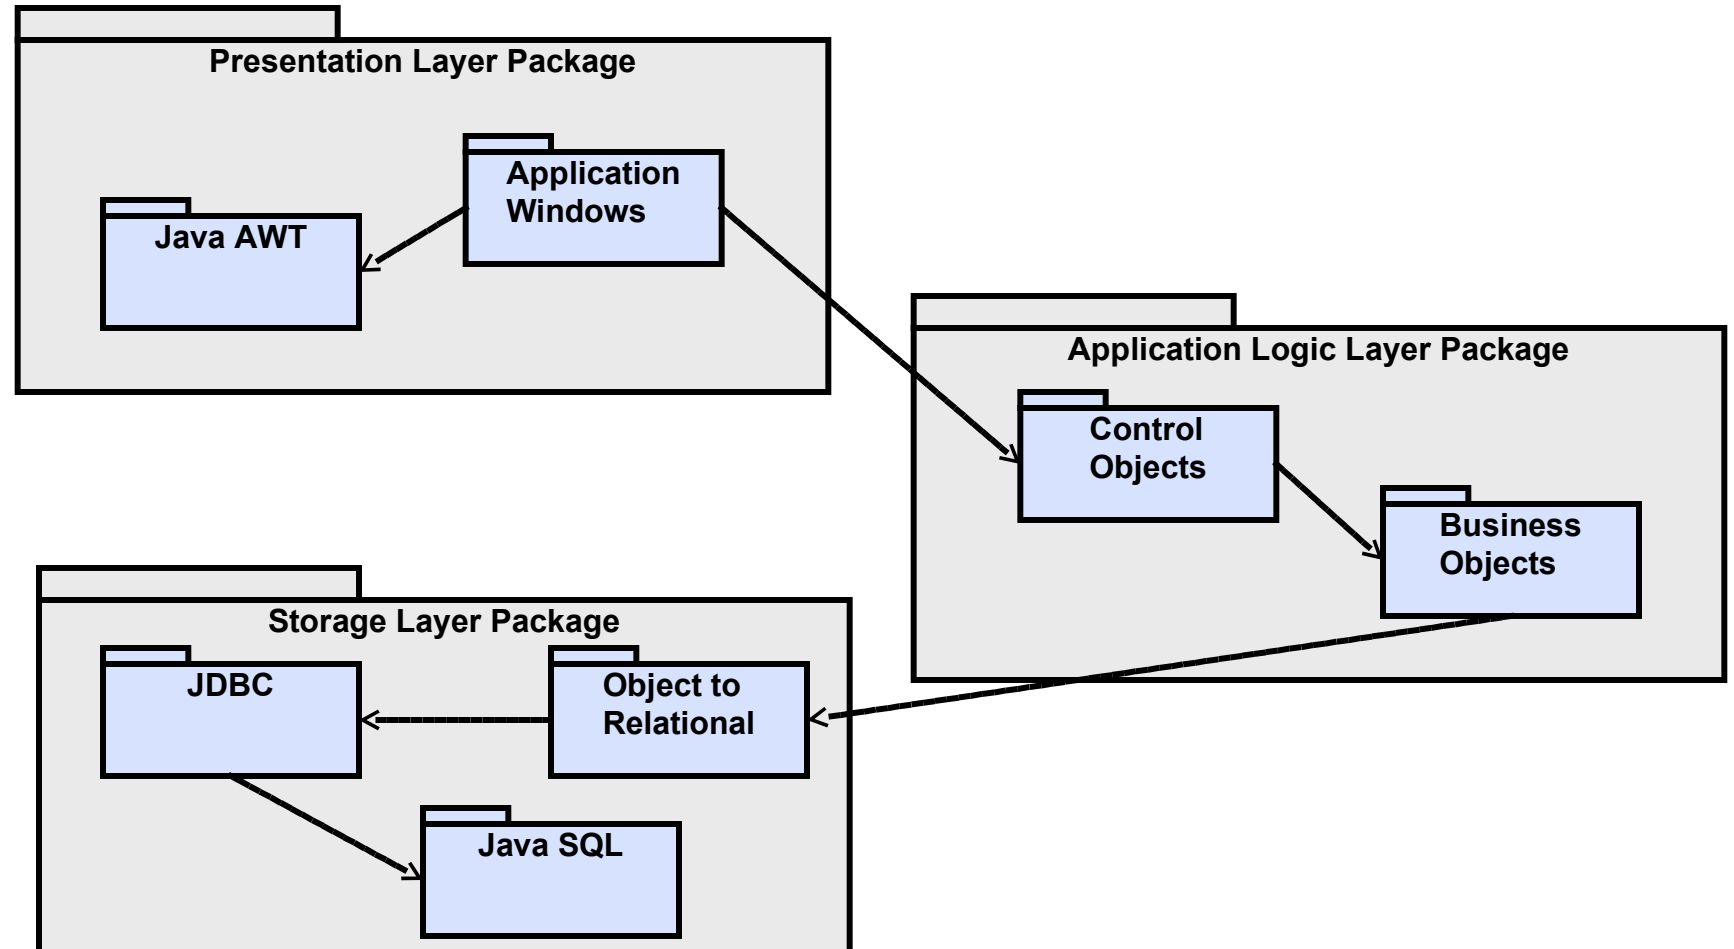 Presentation Layer Package
Application
Windows
Java AWT
Application Logic Layer Package
Control
Objects
Business
Objects
Storage Layer Package
JDBC
Object to
Relational
Java SQL